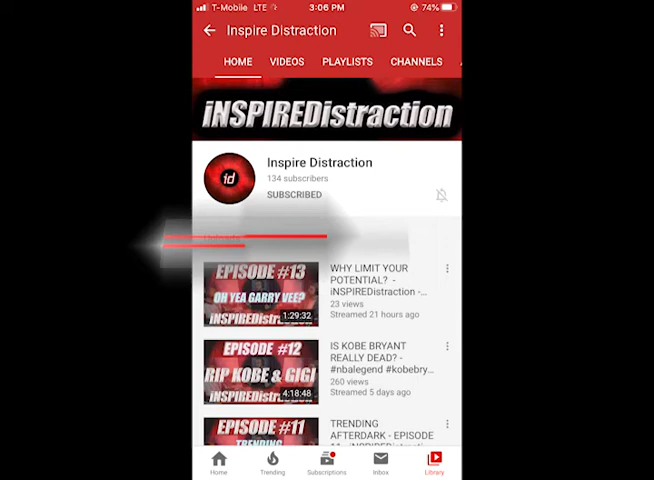 T-Mobile LTE 3:06 PM 74%
Inspire Distraction
HOME VIDEOS PLAYLISTS CHANNELS
iNSPIREDistraction
id
Inspire Distraction
134 subscribers
SUBSCRIBED
EPISODE #13
OH YEA GARRY VEE?
1:29:32
WHY LIMIT YOUR
POTENTIAL? -
iNSPIREDistraction -...
23 views
Streamed 21 hours ago
EPISODE #12
RIP KOBE & GIGI
4:18:48
IS KOBE BRYANT
REALLY DEAD? -
#nbalegend #kobebry...
260 views
Streamed 5 days ago
EPISODE #11
TRENDING
TRENDING
AFTERDARK - EPISODE
Home Trending Subscriptions Inbox Library